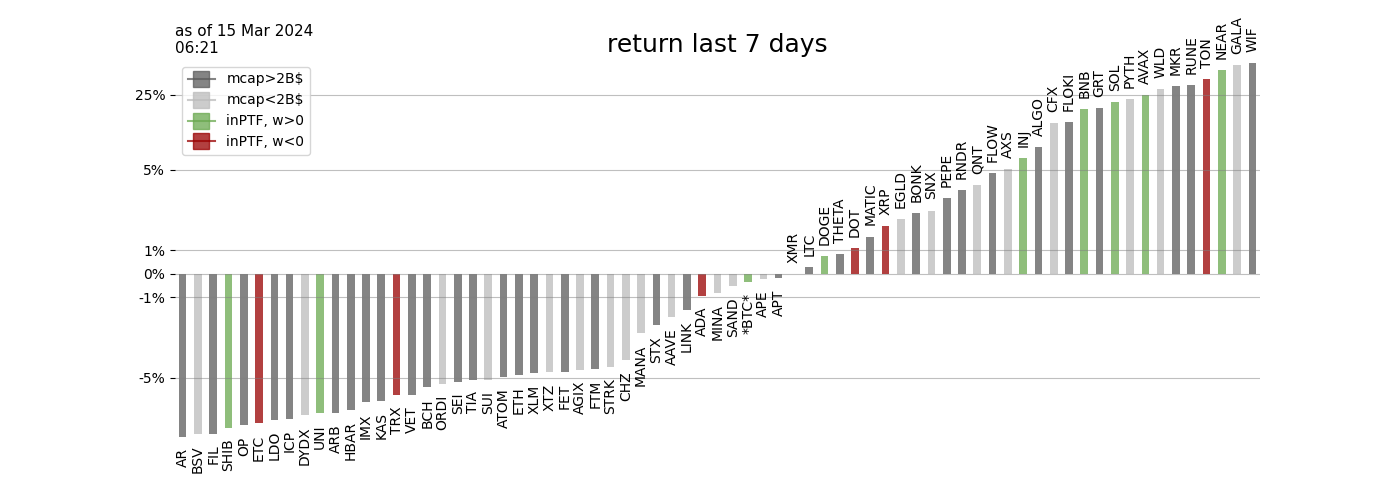 as of 15 Mar 2024
06:21
return last 7 days
mcap>2B$
mcap<2B$
inPTF, w>0
inPTF, w<0
25%
5%
1%
0%
-1%
-5%
AR
BSV
FIL
SHIB
OP
ETC
LDO
ICP
DYDX
UNI
ARB
HBAR
IMX
KAS
TRX
VET
BCH
ORDI
SEI
TIA
SUI
ATOM
ETH
XLM
XTZ
FET
AGIX
FTM
STRK
CHZ
MANA
STX
AAVE
LINK
ADA
MINA
SAND
*BTC*
APE
APT
XMR
LTC
DOGE
THETA
DOT
MATIC
XRP
EGLD
BONK
SNX
PEPE
RNDR
QNT
FLOW
AXS
INJ
ALGO
CFX
FLOKI
BNB
GRT
SOL
PYTH
AVAX
WLD
MKR
RUNE
TON
NEAR
GALA
WIF